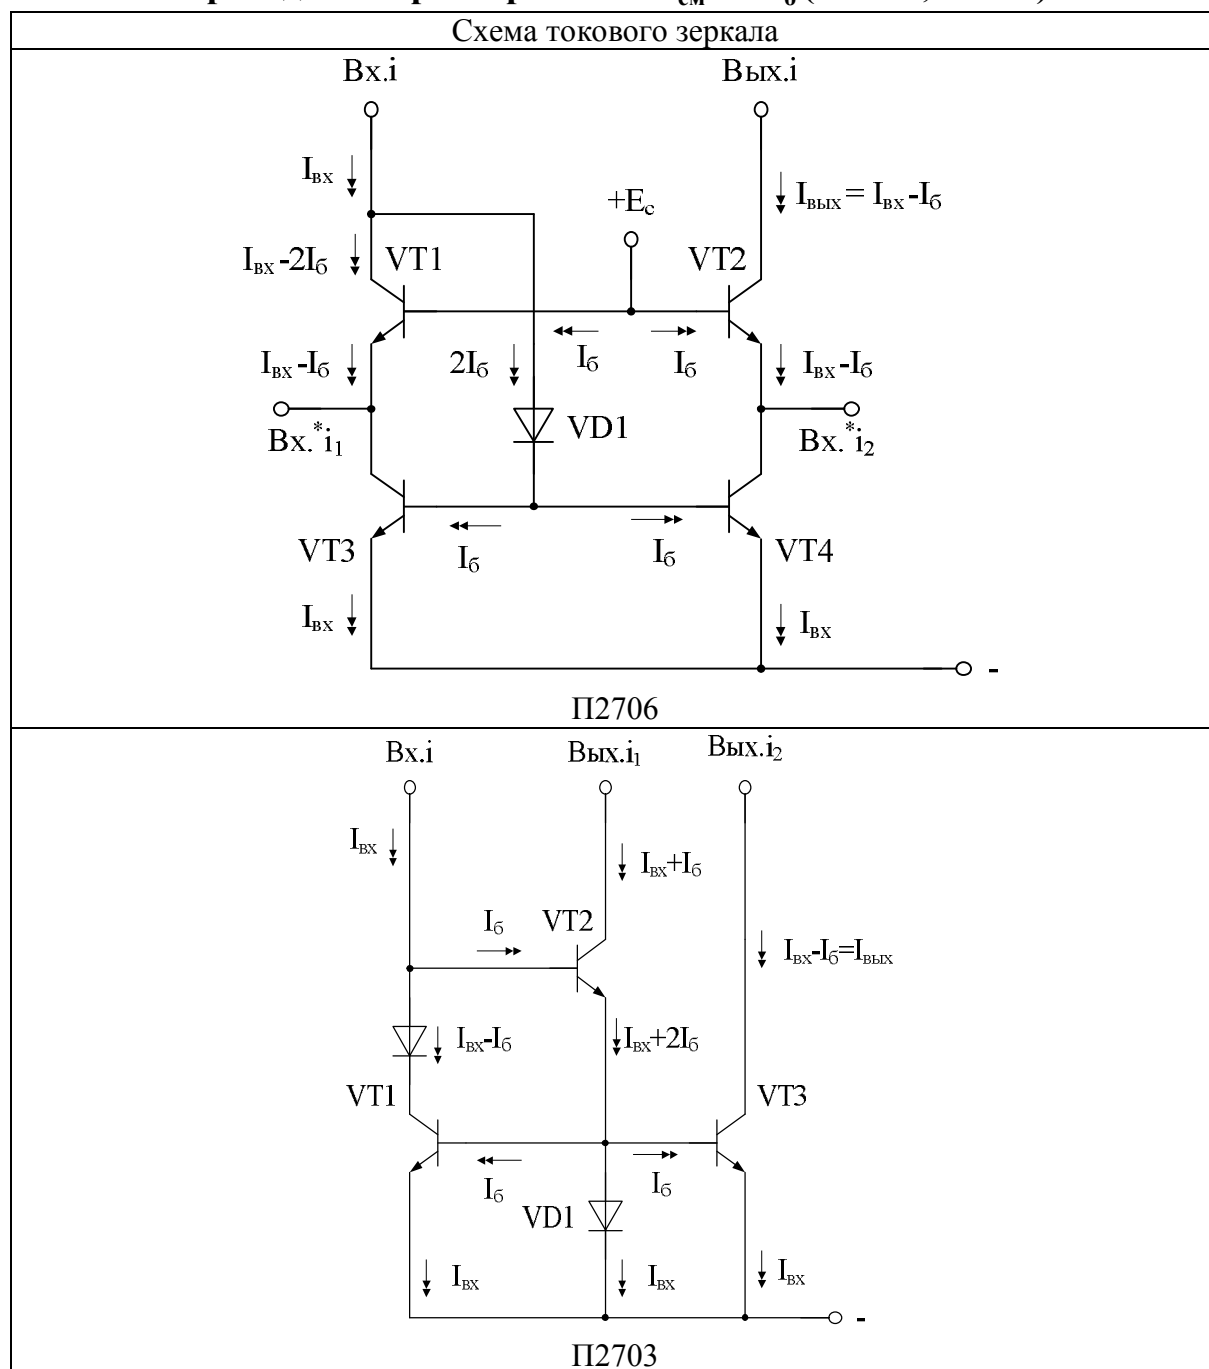 см б
Схема токового зеркала
Вх.i Вых.i
Iвх
+Eс
Iвых = Iвх-Iб
Iвх-2Iб VT1 VT2
Iб Iб
Iвх-Iб 2Iб Iвх-Iб
VD1
Вх.*i1 Вх.*i2
VT3 Iб Iб VT4
Iвх Iвх
-
П2706
Вх.i Вых.i1 Вых.i2
Iвх
Iвх+Iб
Iб VT2
Iвх-Iб=Iвых
Iвх-Iб Iвх+2Iб
VT1 VT3
Iб Iб
VD1
Iвх Iвх Iвх
-
П2703